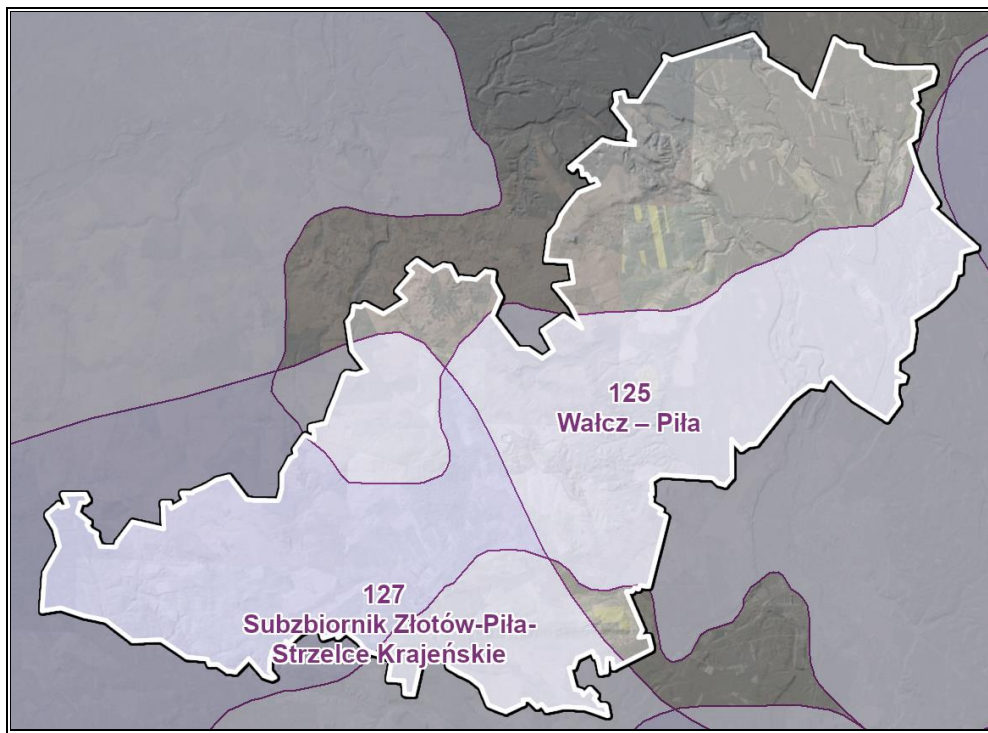 125
Wałcz – Piła
127
Subzbiornik Złotów-Piła-
Strzelce Krajeńskie